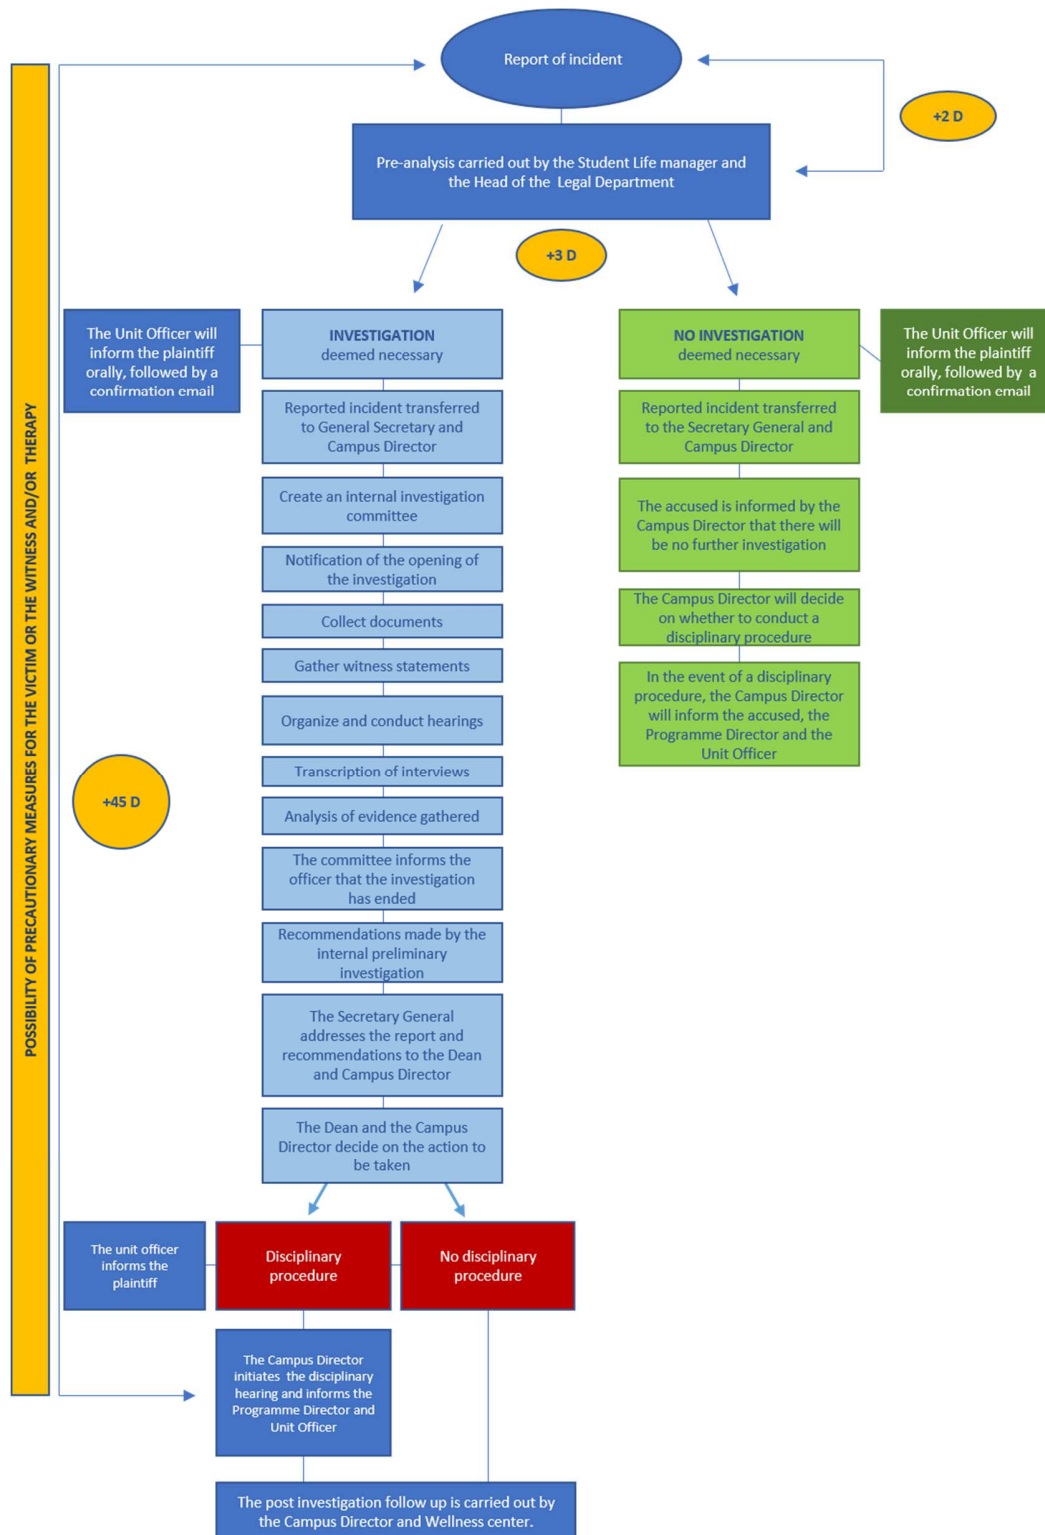 Report of incident
+2 D
Pre-analysis carried out by the Student Life manager and
the Head of the Legal Department
+3 D
The Unit Officer will
inform the plaintiff
orally, followed by a
confirmation email
INVESTIGATION
deemed necessary
NO INVESTIGATION
deemed necessary
The Unit Officer will
inform the plaintiff
orally, followed by a
confirmation email
Reported incident transferred
to General Secretary and
Campus Director
Create an internal investigation
committee
Notification of the opening of
the investigation
Collect documents
Gather witness statements
Organize and conduct hearings
Transcription of interviews
Analysis of evidence gathered
The committee informs the
officer that the investigation
has ended
Recommendations made by the
internal preliminary
investigation
The Secretary General
addresses the report and
recommendations to the Dean
and Campus Director
The Dean and the Campus
Director decide on the action to
be taken
Reported incident transferred
to the Secretary General and
Campus Director
The accused is informed by the
Campus Director that there will
be no further investigation
The Campus Director will decide
on whether to conduct a
disciplinary procedure
In the event of a disciplinary
procedure, the Campus Director
will inform the accused, the
Programme Director and the
Unit Officer
POSSIBILITY OF PRECAUTIONARY MEASURES FOR THE VICTIM OR THE WITNESS AND/OR THERAPY
+45 D
The unit officer
informs the
plaintiff
Disciplinary
procedure
No disciplinary
procedure
The Campus Director
initiates the disciplinary
hearing and informs the
Programme Director and
Unit Officer
The post investigation follow up is carried out by
the Campus Director and Wellness center.